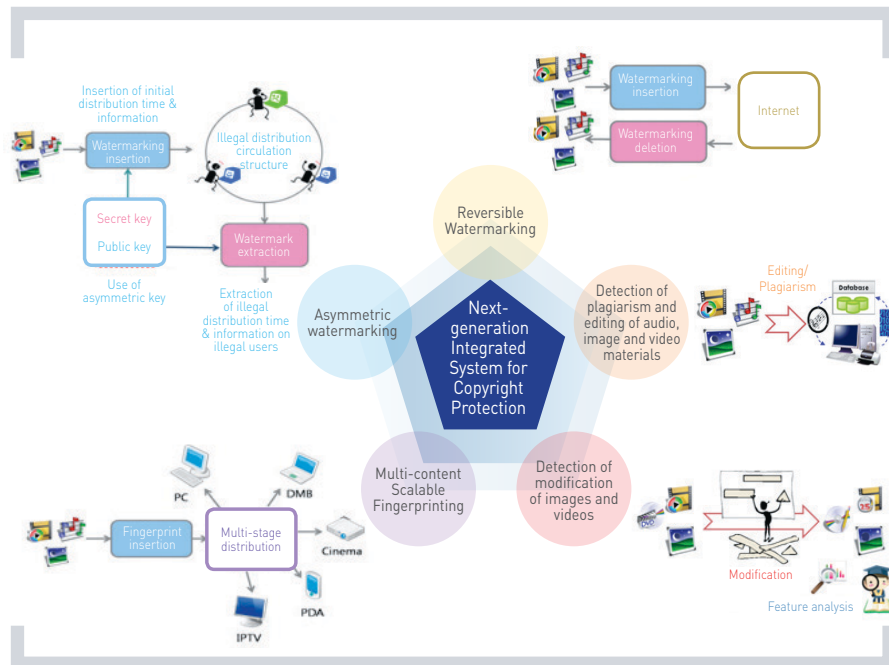 Insertion of initial
distribution time &
information
Watermarking
insertion
Illegal distribution
circulation
structure
Secret key
Public key
Use of
asymmetric key
Watermark
extraction
Extraction
of illegal
distribution time
& information on
illegal users
Watermarking
insertion
Watermarking
deletion
Internet
Reversible
Watermarking
Asymmetric
watermarking
Next-
generation
Integrated
System for
Copyright
Protection
Detection of
plagiarism and
editing of audio,
image and video
materials
Editing/
Plagiarism
Database
Multi-content
Scalable
Fingerprinting
Detection of
modification
of images and
videos
Fingerprint
insertion
Multi-stage
distribution
PC
DMB
Cinema
PDA
IPTV
Modification
Feature analysis